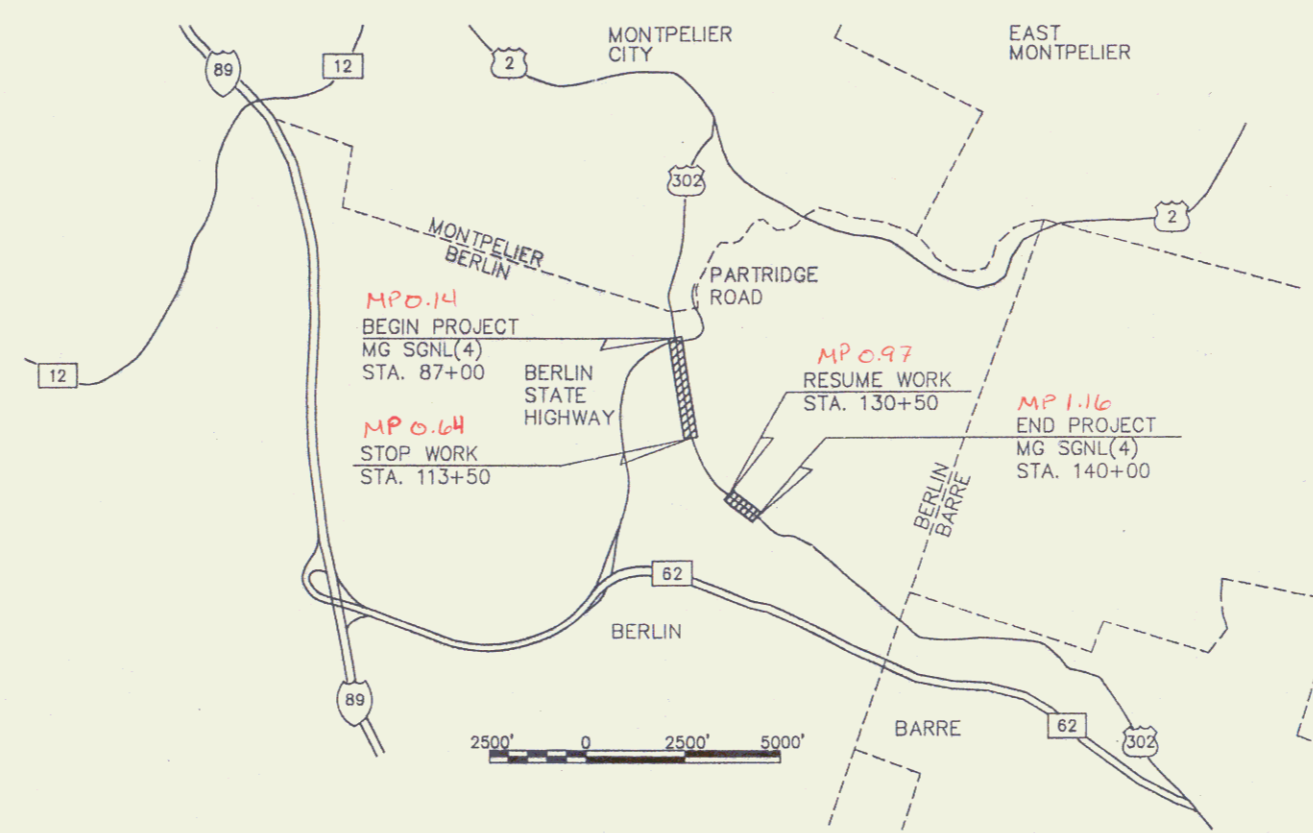 MONTPELIER
CITY
EAST
MONTPELIER
89
12
2
302
2
MONTPELIER
BERLIN
PARTRIDGE
ROAD
MP 0.14
BEGIN PROJECT
MG SGNL(4)
STA. 87+00
BERLIN
STATE
HIGHWAY
12
MP 0.97
RESUME WORK
STA. 130+50
MP 1.16
END PROJECT
MG SGNL(4)
STA. 140+00
MP 0.64
STOP WORK
STA. 113+50
BERLIN
BARRE
62
BERLIN
89
BARRE
62
302
2500' 0 2500' 5000'